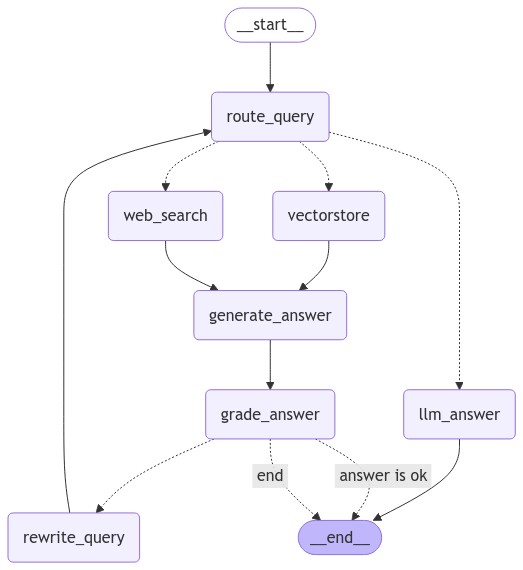 __start__
route_query
web_search
vectorstore
generate_answer
grade_answer
llm_answer
end
answer is ok
rewrite_query
__end__